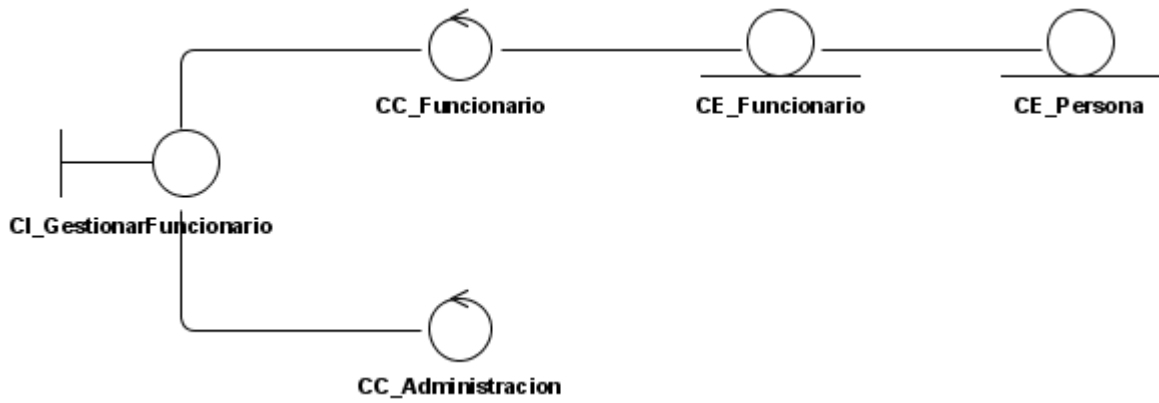 CC_Funcionario
CE_Funcionario
CE_Persona
CI_GestionarFuncionario
CC_Administracion